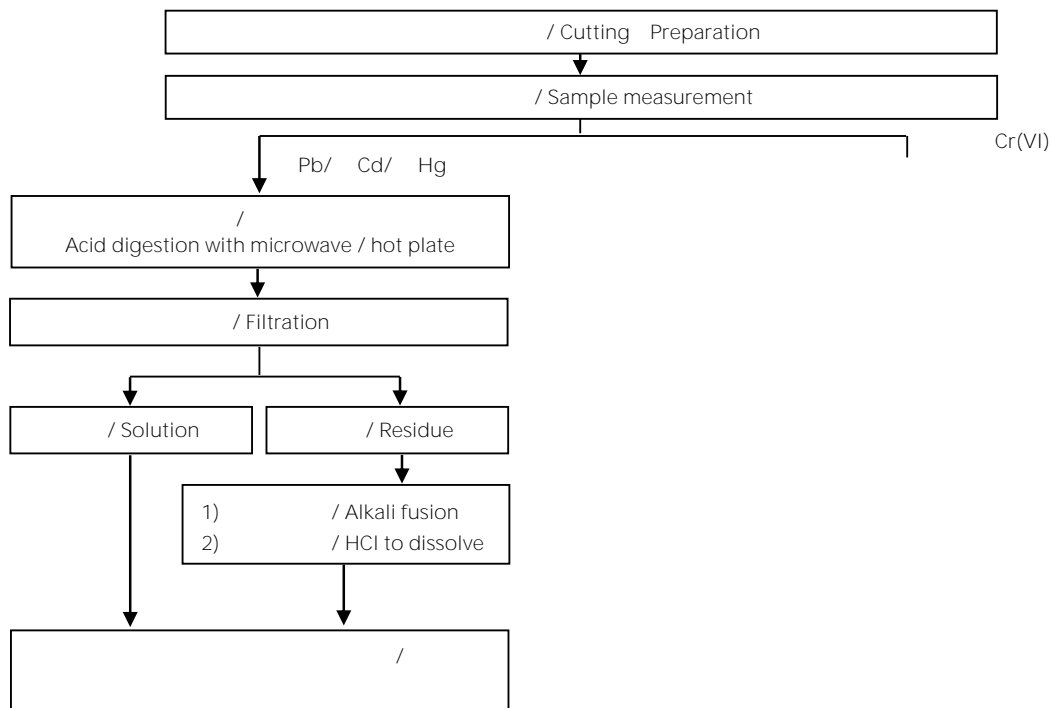 / Cutting Preparation
/ Sample measurement
Cr(VI)
Pb/ Cd/ Hg
/
Acid digestion with microwave / hot plate
/ Filtration
/ Solution
/ Residue
1) / Alkali fusion
2) / HCl to dissolve
/